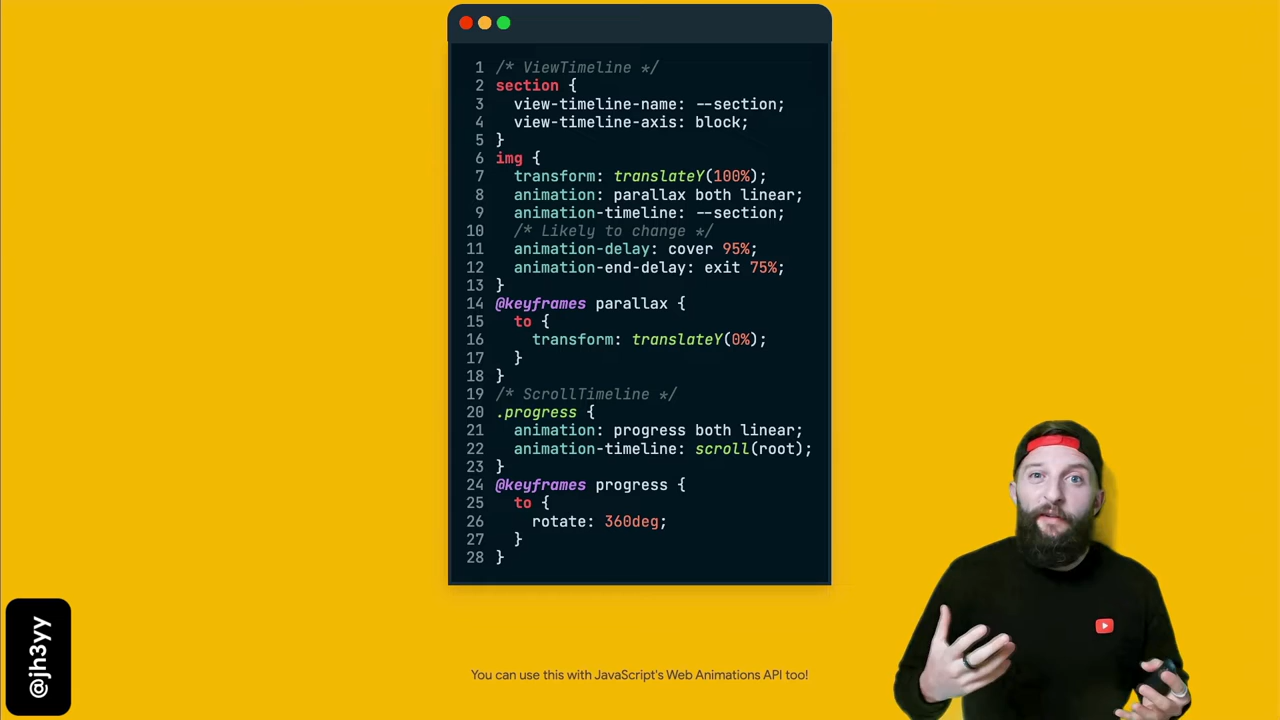 1 /* ViewTimeline */
2 section {
3 view-timeline-name: --section;
4 view-timeline-axis: block;
5 }
6 img {
7 transform: translateY(100%);
8 animation: parallax both linear;
9 animation-timeline: --section;
10 /* Likely to change */
11 animation-delay: cover 95%;
12 animation-end-delay: exit 75%;
13 }
14 @keyframes parallax {
15 to {
16 transform: translateY(0%);
17 }
18 }
19 /* ScrollTimeline */
20 .progress {
21 animation: progress both linear;
22 animation-timeline: scroll(root);
23 }
24 @keyframes progress {
25 to {
26 rotate: 360deg;
27 }
28 }
@jh3yy
You can use this with JavaScript's Web Animations API too!